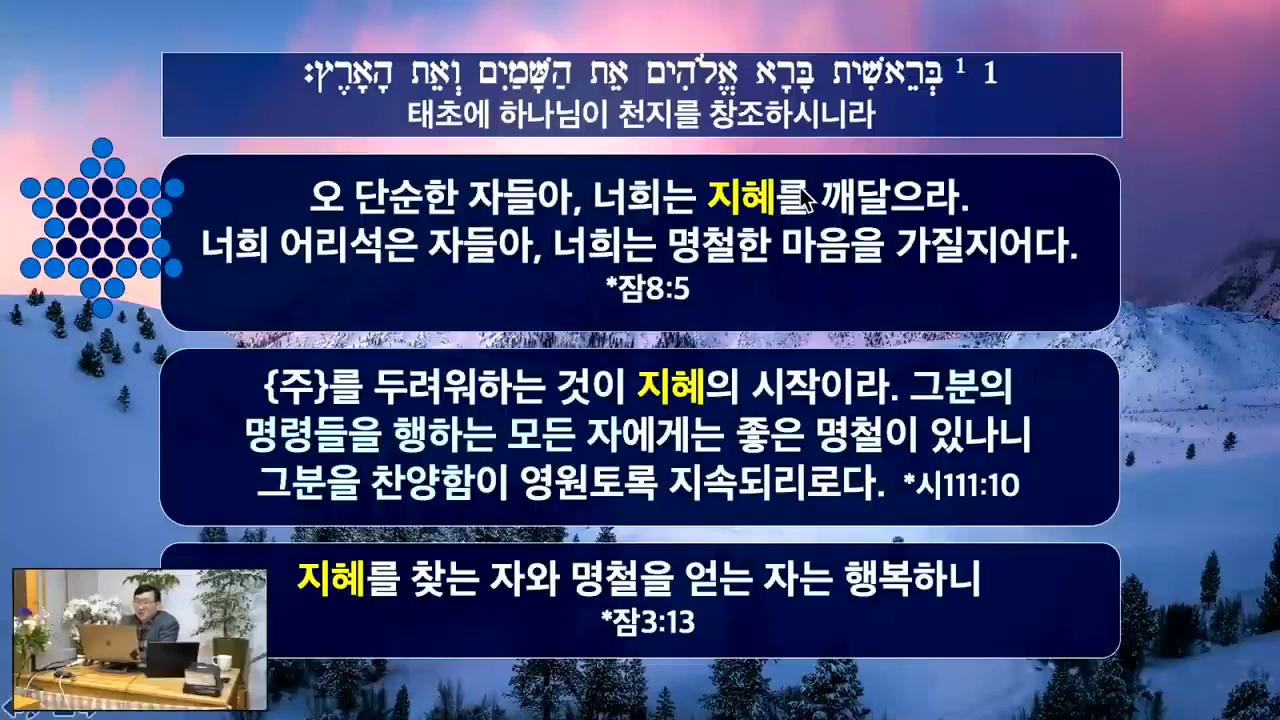 1 ¹ בְּרֵאשִׁית בָּרָא אֱלֹהִים אֵת הַשָּׁמַיִם וְאֵת הָאָרֶץ׃
태초에 하나님이 천지를 창조하시니라
오 단순한 자들아, 너희는 지혜를 깨달으라.
너희 어리석은 자들아, 너희는 명철한 마음을 가질지어다.
*잠8:5
{주}를 두려워하는 것이 지혜의 시작이라. 그분의
명령들을 행하는 모든 자에게는 좋은 명철이 있나니
그분을 찬양함이 영원토록 지속되리로다. *시111:10
지혜를 찾는 자와 명철을 얻는 자는 행복하니
*잠3:13